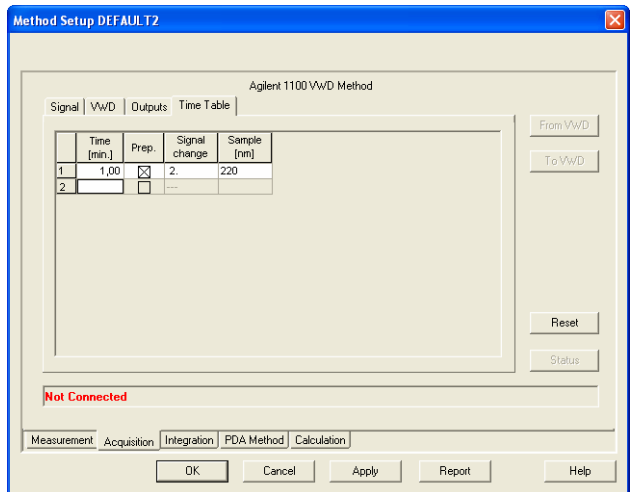 Method Setup DEFAULT2
Agilent 1100 VWD Method
Signal VWD Outputs Time Table
From VWD
To VWD
Time [min.] Prep. Signal change Sample [nm]
1 1,00 2. 220
2 ---
Reset
Status
Not Connected
Measurement Acquisition Integration PDA Method Calculation
OK Cancel Apply Report Help